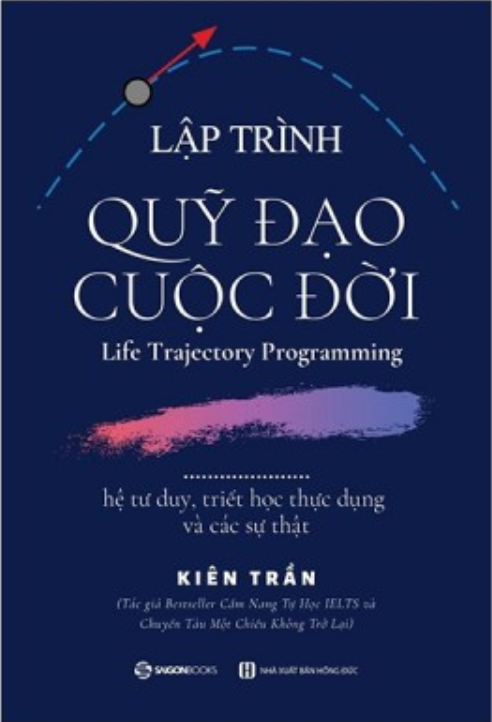 LẬP TRÌNH
QUỸ ĐẠO
CUỘC ĐỜI
Life Trajectory Programming
hệ tư duy, triết học thực dụng
và các sự thật
KIÊN TRẦN
(Tác giả Bestseller Cẩm Nang Tự Học IELTS và
Chuyến Tàu Một Chiều Không Trở Lại)
SAIGONBOOKS NHÀ XUẤT BẢN HỒNG ĐỨC